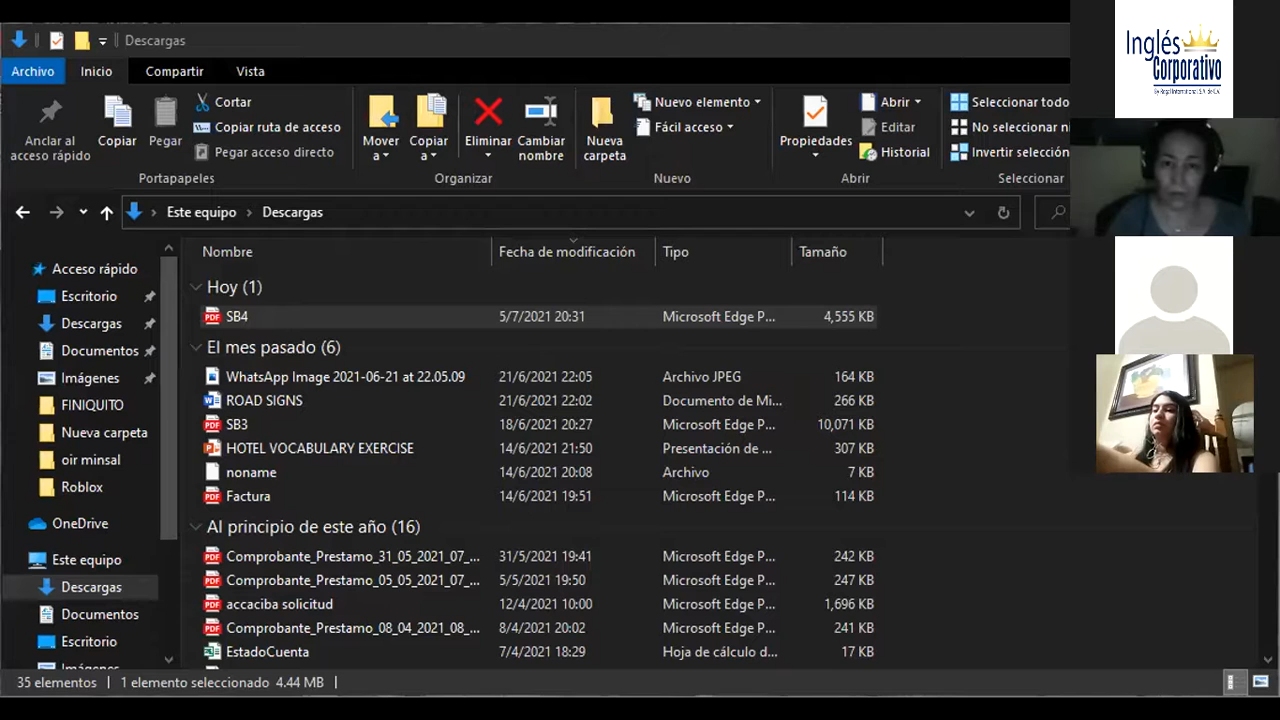 Descargas
Archivo Inicio Compartir Vista
Anclar al acceso rápido
Copiar
Pegar
Cortar
Copiar ruta de acceso
Pegar acceso directo
Portapapeles
Mover a
Copiar a
Eliminar
Cambiar nombre
Organizar
Nueva carpeta
Nuevo elemento
Fácil acceso
Nuevo
Propiedades
Abrir
Editar
Historial
Abrir
Seleccionar todo
No seleccionar n
Invertir selección
Seleccionar
Este equipo > Descargas
Acceso rápido
Escritorio
Descargas
Documentos
Imágenes
FINIQUITO
Nueva carpeta
oir minsal
Roblox
OneDrive
Este equipo
Descargas
Documentos
Escritorio
Imágenes
Nombre Fecha de modificación Tipo Tamaño
Hoy (1)
SB4 5/7/2021 20:31 Microsoft Edge P... 4,555 KB
El mes pasado (6)
WhatsApp Image 2021-06-21 at 22.05.09 21/6/2021 22:05 Archivo JPEG 164 KB
ROAD SIGNS 21/6/2021 22:02 Documento de Mi... 266 KB
SB3 18/6/2021 20:27 Microsoft Edge P... 10,071 KB
HOTEL VOCABULARY EXERCISE 14/6/2021 21:50 Presentación de ... 307 KB
noname 14/6/2021 20:08 Archivo 7 KB
Factura 14/6/2021 19:51 Microsoft Edge P... 114 KB
Al principio de este año (16)
Comprobante_Prestamo_31_05_2021_07_... 31/5/2021 19:41 Microsoft Edge P... 242 KB
Comprobante_Prestamo_05_05_2021_07_... 5/5/2021 19:50 Microsoft Edge P... 247 KB
accaciba solicitud 12/4/2021 10:00 Microsoft Edge P... 1,696 KB
Comprobante_Prestamo_08_04_2021_08_... 8/4/2021 20:02 Microsoft Edge P... 241 KB
EstadoCuenta 7/4/2021 18:29 Hoja de cálculo d... 17 KB
35 elementos 1 elemento seleccionado 4.44 MB
Inglés
Corporativo
By Regal International S.A. de C.V.